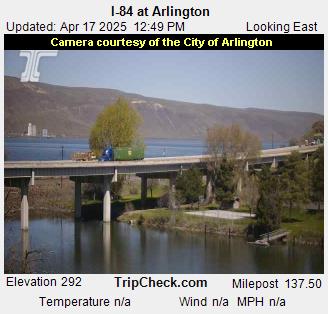 I-84 at Arlington
Updated: Apr 17 2025 12:49 PM Looking East
Camera courtesy of the City of Arlington
Elevation 292 TripCheck.com Milepost 137.50
Temperature n/a Wind n/a MPH n/a